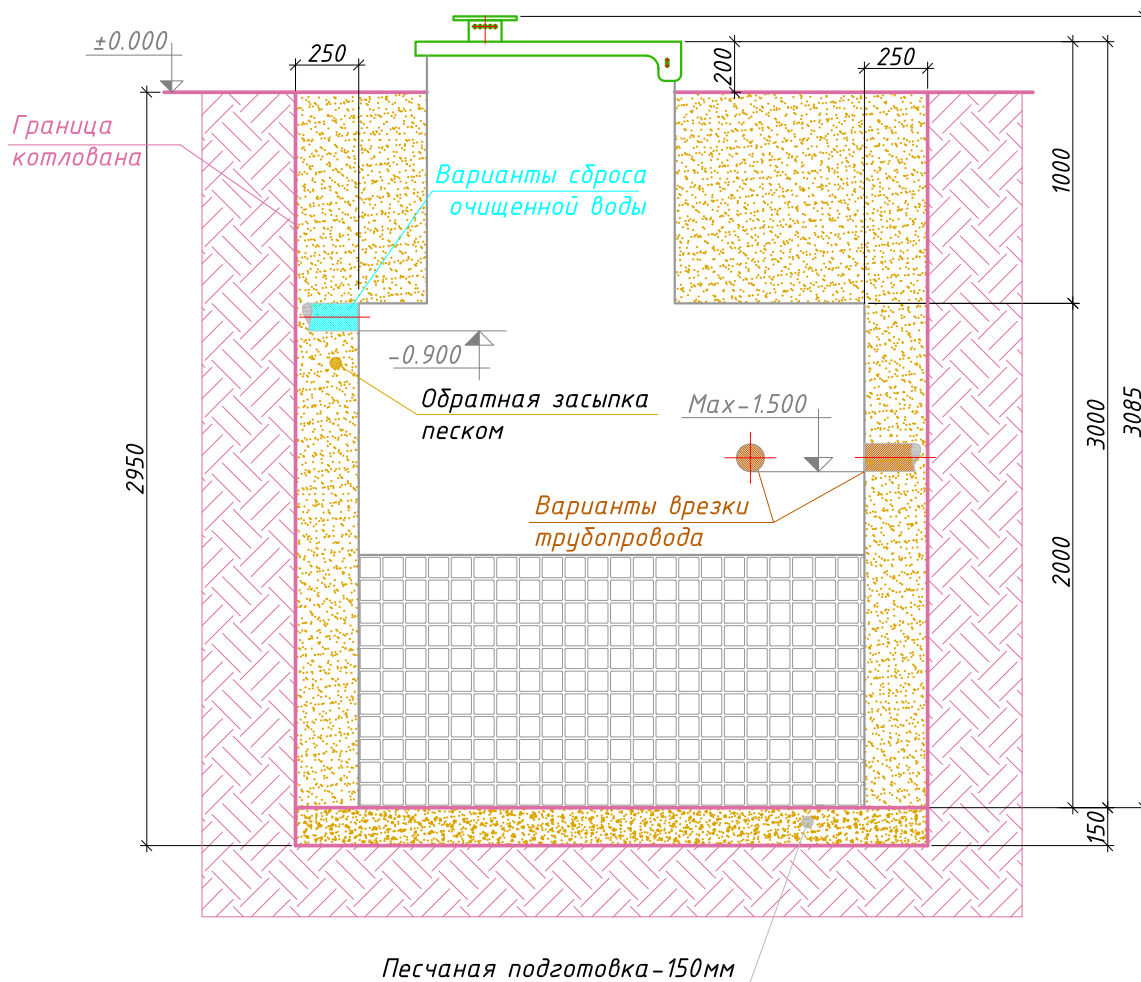 ±0.000
250
200
250
Граница
котлована
Варианты сброса
очищенной воды
1000
-0.900
Обратная засыпка
песком
Max-1.500
3085
3000
2950
Варианты врезки
трубопровода
2000
150
Песчаная подготовка-150мм